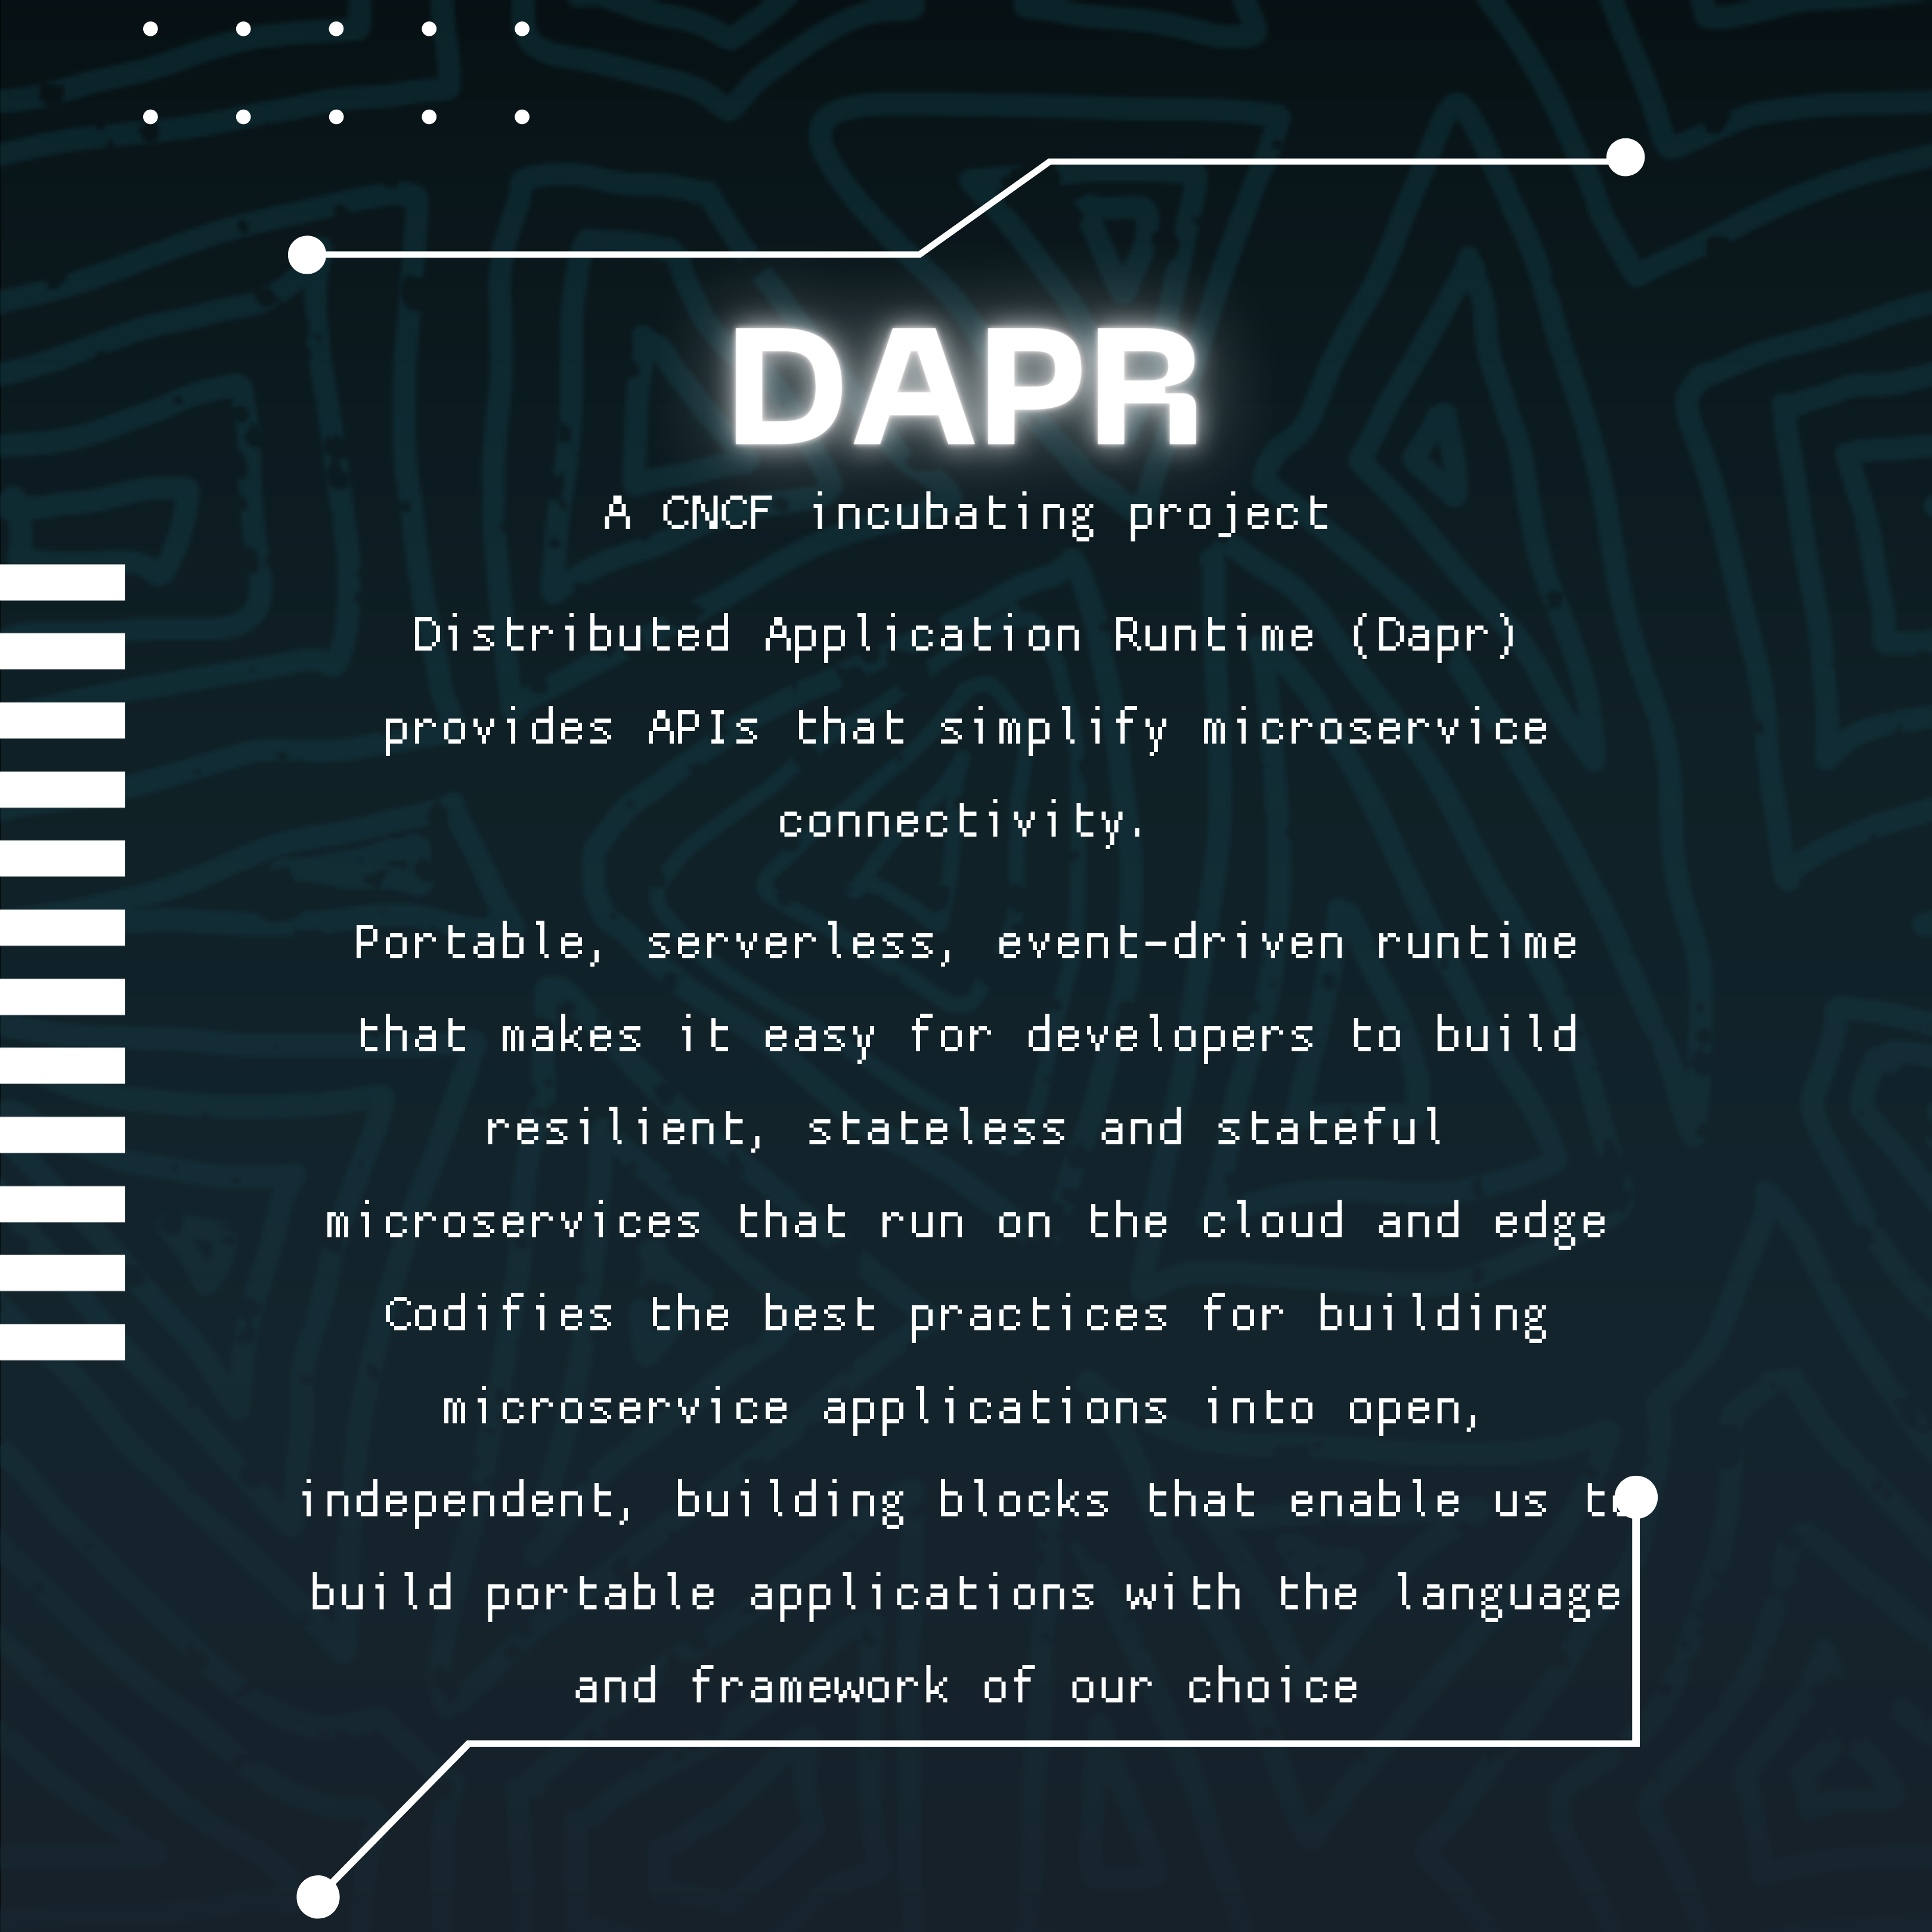 DAPR
A CNCF incubating project
Distributed Application Runtime (Dapr)
provides APIs that simplify microservice
connectivity.
Portable, serverless, event-driven runtime
that makes it easy for developers to build
resilient, stateless and stateful
microservices that run on the cloud and edge
Codifies the best practices for building
microservice applications into open,
independent, building blocks that enable us
build portable applications with the language
and framework of our choice